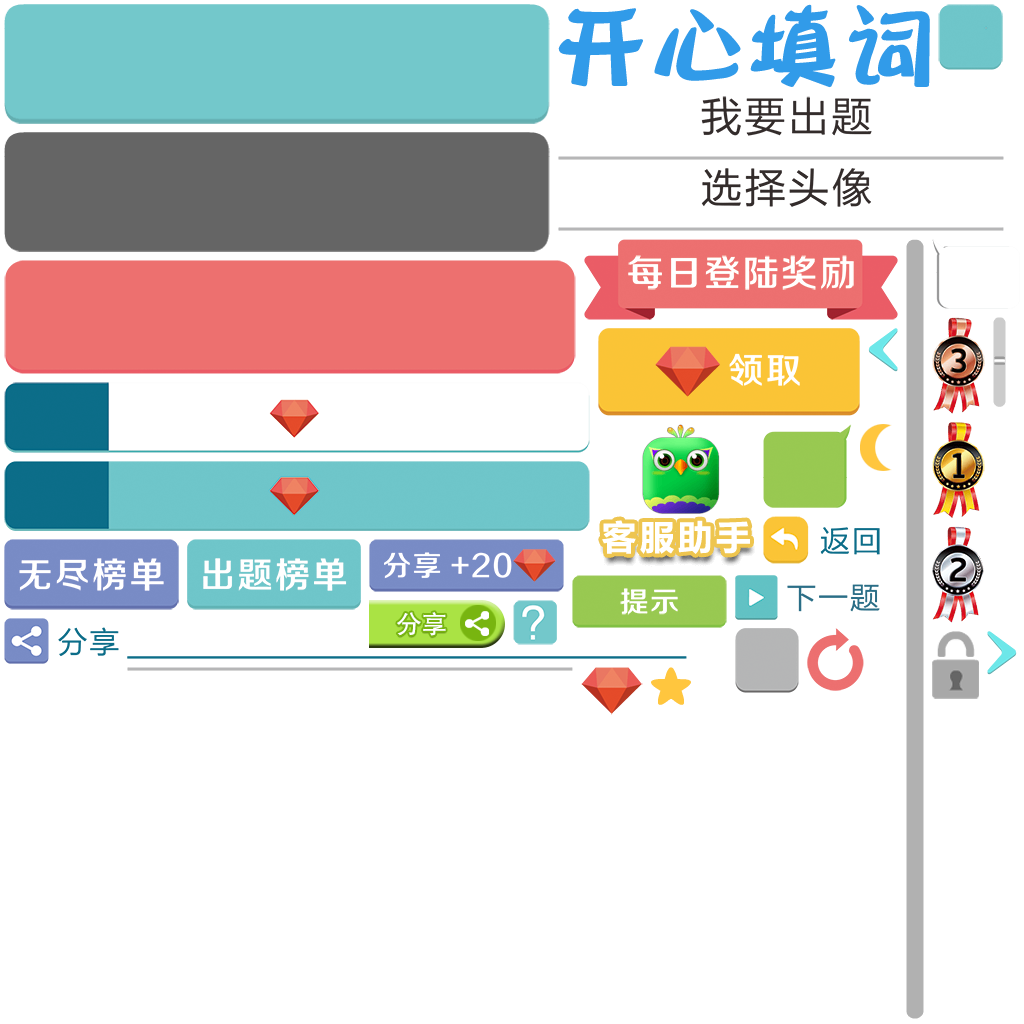 开心填词
我要出题
选择头像
每日登陆奖励
领取
3
1
客服助手
返回
2
无尽榜单
出题榜单
分享 +20
提示
下一题
分享
?
分享